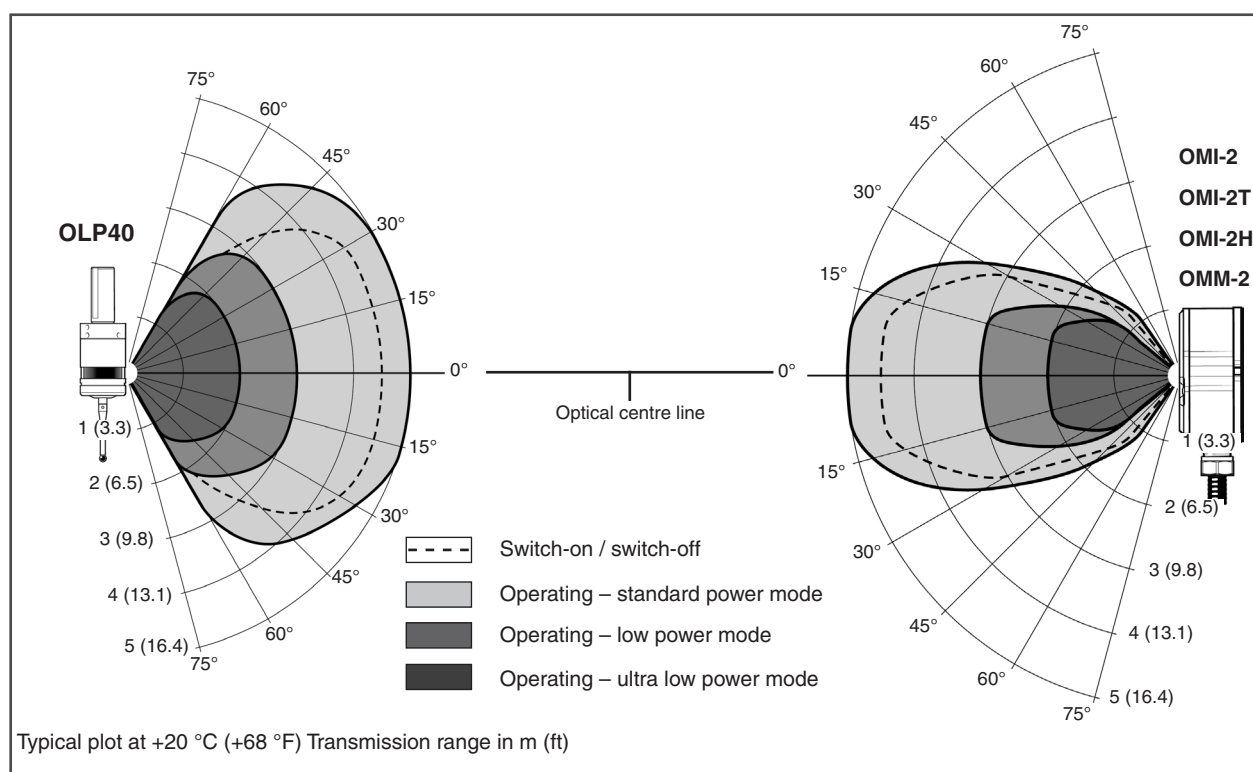 75°
60°
45°
30°
15°
0°
15°
30°
45°
60°
75°
OLP40
1 (3.3)
2 (6.5)
3 (9.8)
4 (13.1)
5 (16.4)
Optical centre line
75°
60°
45°
30°
15°
0°
15°
30°
45°
60°
75°
OMI-2
OMI-2T
OMI-2H
OMM-2
1 (3.3)
2 (6.5)
3 (9.8)
4 (13.1)
5 (16.4)
Switch-on / switch-off
Operating – standard power mode
Operating – low power mode
Operating – ultra low power mode
Typical plot at +20 °C (+68 °F) Transmission range in m (ft)